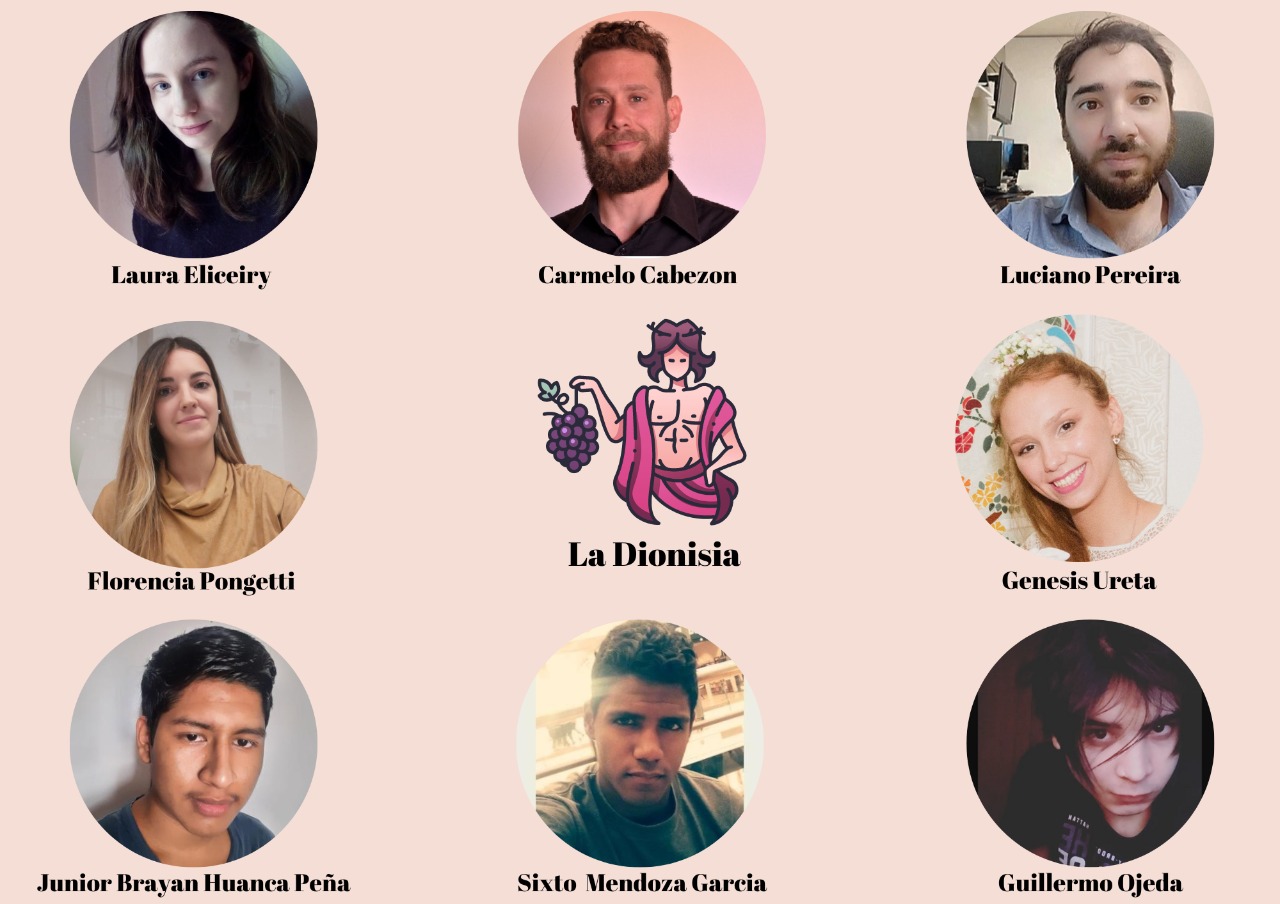 Laura Eliceiry
Carmelo Cabezon
Luciano Pereira
Florencia Pongetti
La Dionisia
Genesis Ureta
Junior Brayan Huanca Peña
Sixto Mendoza Garcia
Guillermo Ojeda